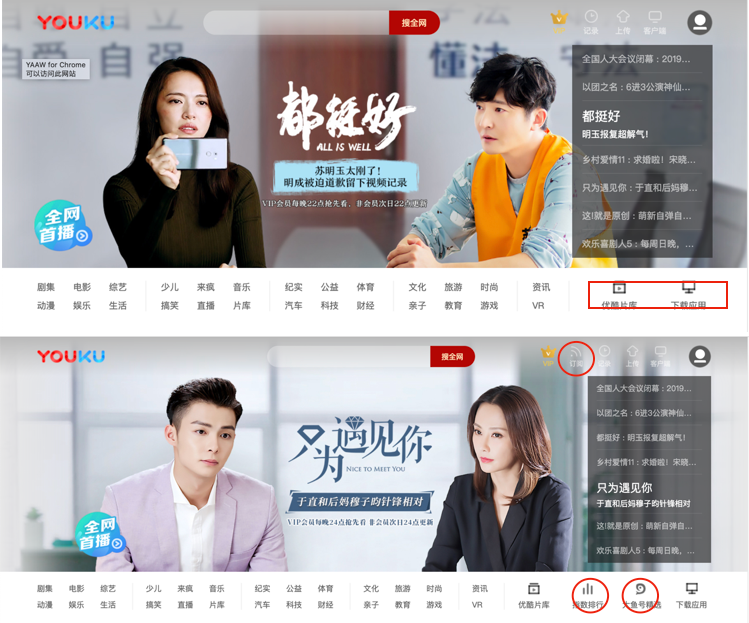 YOUKU
搜全网
VIP
记录
上传
客户端
YAAW for Chrome
可以访问此网站
自立
自爱 自强
学法
懂法 守法
都挺好
ALL IS WELL
苏明玉太刚了!
明成被迫道歉留下视频记录
VIP会员每晚22点抢先看、非会员次日22点更新
全网
首播
全国人大会议闭幕:2019...
以团之名:6进3公演神仙...
都挺好
明玉报复超解气!
乡村爱情11:求婚啦!宋晓...
只为遇见你:于直和后妈穆...
这!就是原创:萌新自弹自...
欢乐喜剧人5:每周日晚,...
剧集 电影 综艺 少儿 来疯 音乐 纪实 公益 体育 文化 旅游 时尚 资讯
动漫 娱乐 生活 搞笑 直播 片库 汽车 科技 财经 亲子 教育 游戏 VR
优酷片库 下载应用
YOUKU
搜全网
VIP
订阅
记录
上传
客户端
只为遇见你
NICE TO MEET YOU
于直和后妈穆子昀针锋相对
VIP会员每晚24点抢先看 非会员次日24点更新
全网
首播
全国人大会议闭幕:2019...
以团之名:6进3公演神仙...
都挺好:明玉报复超解气!
乡村爱情11:求婚啦!宋晓...
只为遇见你
于直和后妈穆子昀针锋相对
这!就是原创:萌新自弹自...
欢乐喜剧人5:每周日晚,...
剧集 电影 综艺 少儿 来疯 音乐 纪实 公益 体育 文化 旅游 时尚 资讯
动漫 娱乐 生活 搞笑 直播 片库 汽车 科技 财经 亲子 教育 游戏 VR
优酷片库 指数排行 大鱼号精选 下载应用